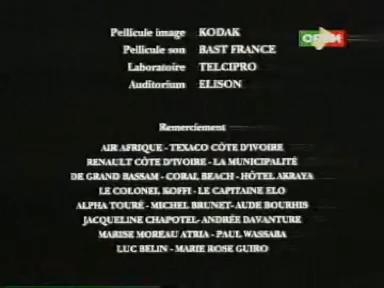 Pellicule image KODAK
Pellicule son BAST FRANCE
Laboratoire TELCIPRO
Auditorium ELISON
Remerciement
AIR AFRIQUE - TEXACO CÔTE D'IVOIRE
RENAULT CÔTE D'IVOIRE - LA MUNICIPALITÉ
DE GRAND BASSAM - CORAL BEACH - HÔTEL AKRAYA
LE COLONEL KOFFI - LE CAPITAINE ELO
ALPHA TOURÉ - MICHEL BRUNET- AUDE BOURHIS
JACQUELINE CHAPOTEL- ANDRÉE DAVANTURE
MARISE MOREAU ATRIA - PAUL WASSABA
LUC BELIN - MARIE ROSE GUIRO